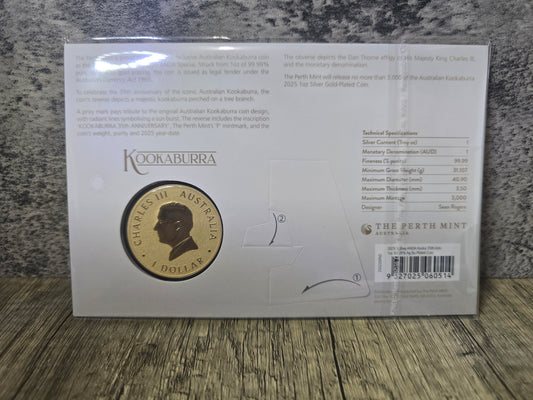 The obverse depicts the Dan Thorne effigy of His Majesty King Charles III,
and the monetary denomination.
The Perth Mint will release no more than 5,000 of the Australian Kookaburra
2025 1oz Silver Gold-Plated Coin.
To celebrate the 35th anniversary of the iconic Australian Kookaburra, the
coin's reverse depicts a majestic kookaburra perched on a tree branch.
A privy mark pays tribute to the original Australian Kookaburra coin design,
with radiant lines symbolising a sun burst. The reverse includes the inscription
'KOOKABURRA 35th ANNIVERSARY', The Perth Mint's 'P' mintmark, and the
coin's weight, purity and 2025 year-date.
KOOKABURRA
CHARLES III AUSTRALIA
1 DOLLAR
②
①
Technical Specifications
Silver Content (Troy oz) 1
Monetary Denomination (AUD) 1
Fineness (% purity) 99.99
Minimum Gross Weight (g) 31.107
Maximum Diameter (mm) 40.90
Maximum Thickness (mm) 3.50
Maximum Mintage 5,000
Designer Sean Rogers
THE PERTH MINT
AUSTRALIA
9 327025 060514